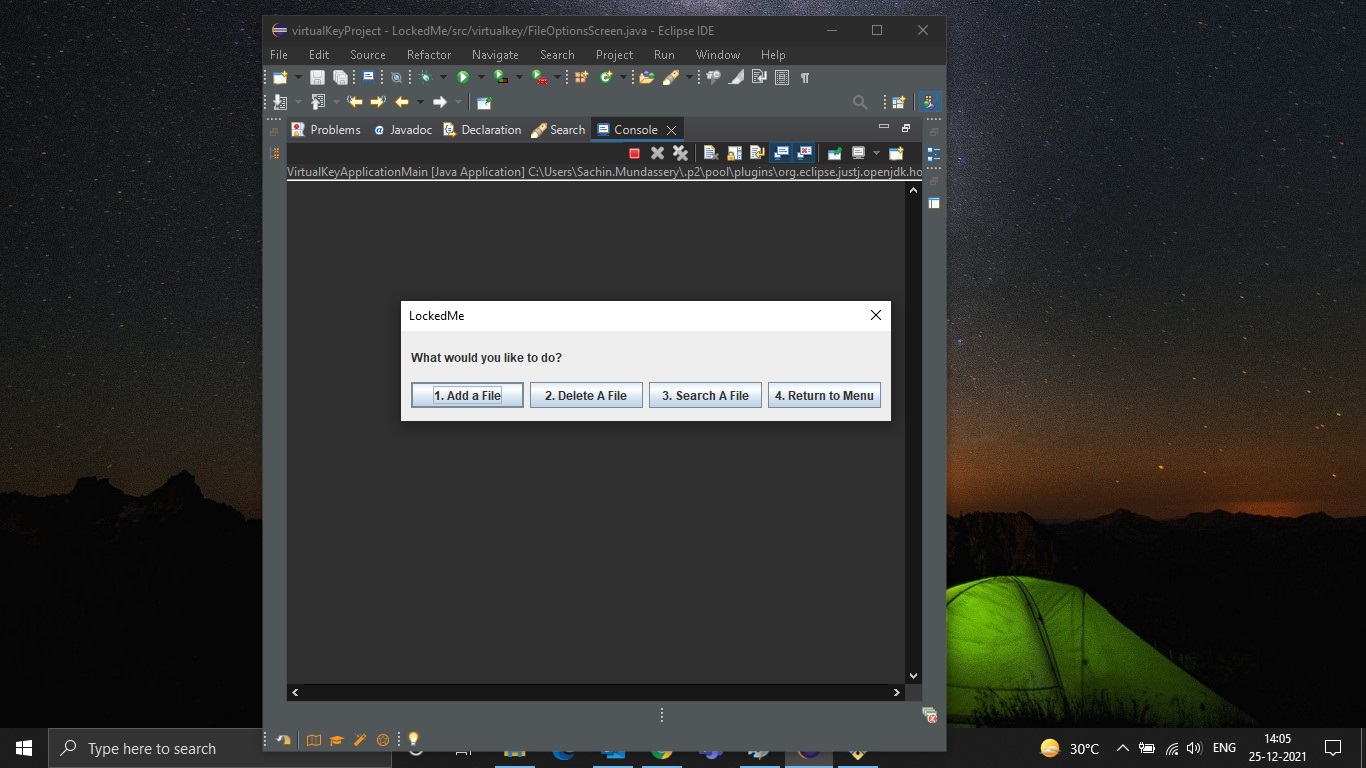 virtualKeyProject - LockedMe/src/virtualkey/FileOptionsScreen.java - Eclipse IDE
File Edit Source Refactor Navigate Search Project Run Window Help
Problems @ Javadoc Declaration Search Console
VirtualKeyApplicationMain [Java Application] C:\Users\Sachin.Mundassery\.p2\pool\plugins\org.eclipse.justj.openjdk.ho
LockedMe
What would you like to do?
1. Add a File 2. Delete A File 3. Search A File 4. Return to Menu
Type here to search
30°C
ENG
14:05
25-12-2021